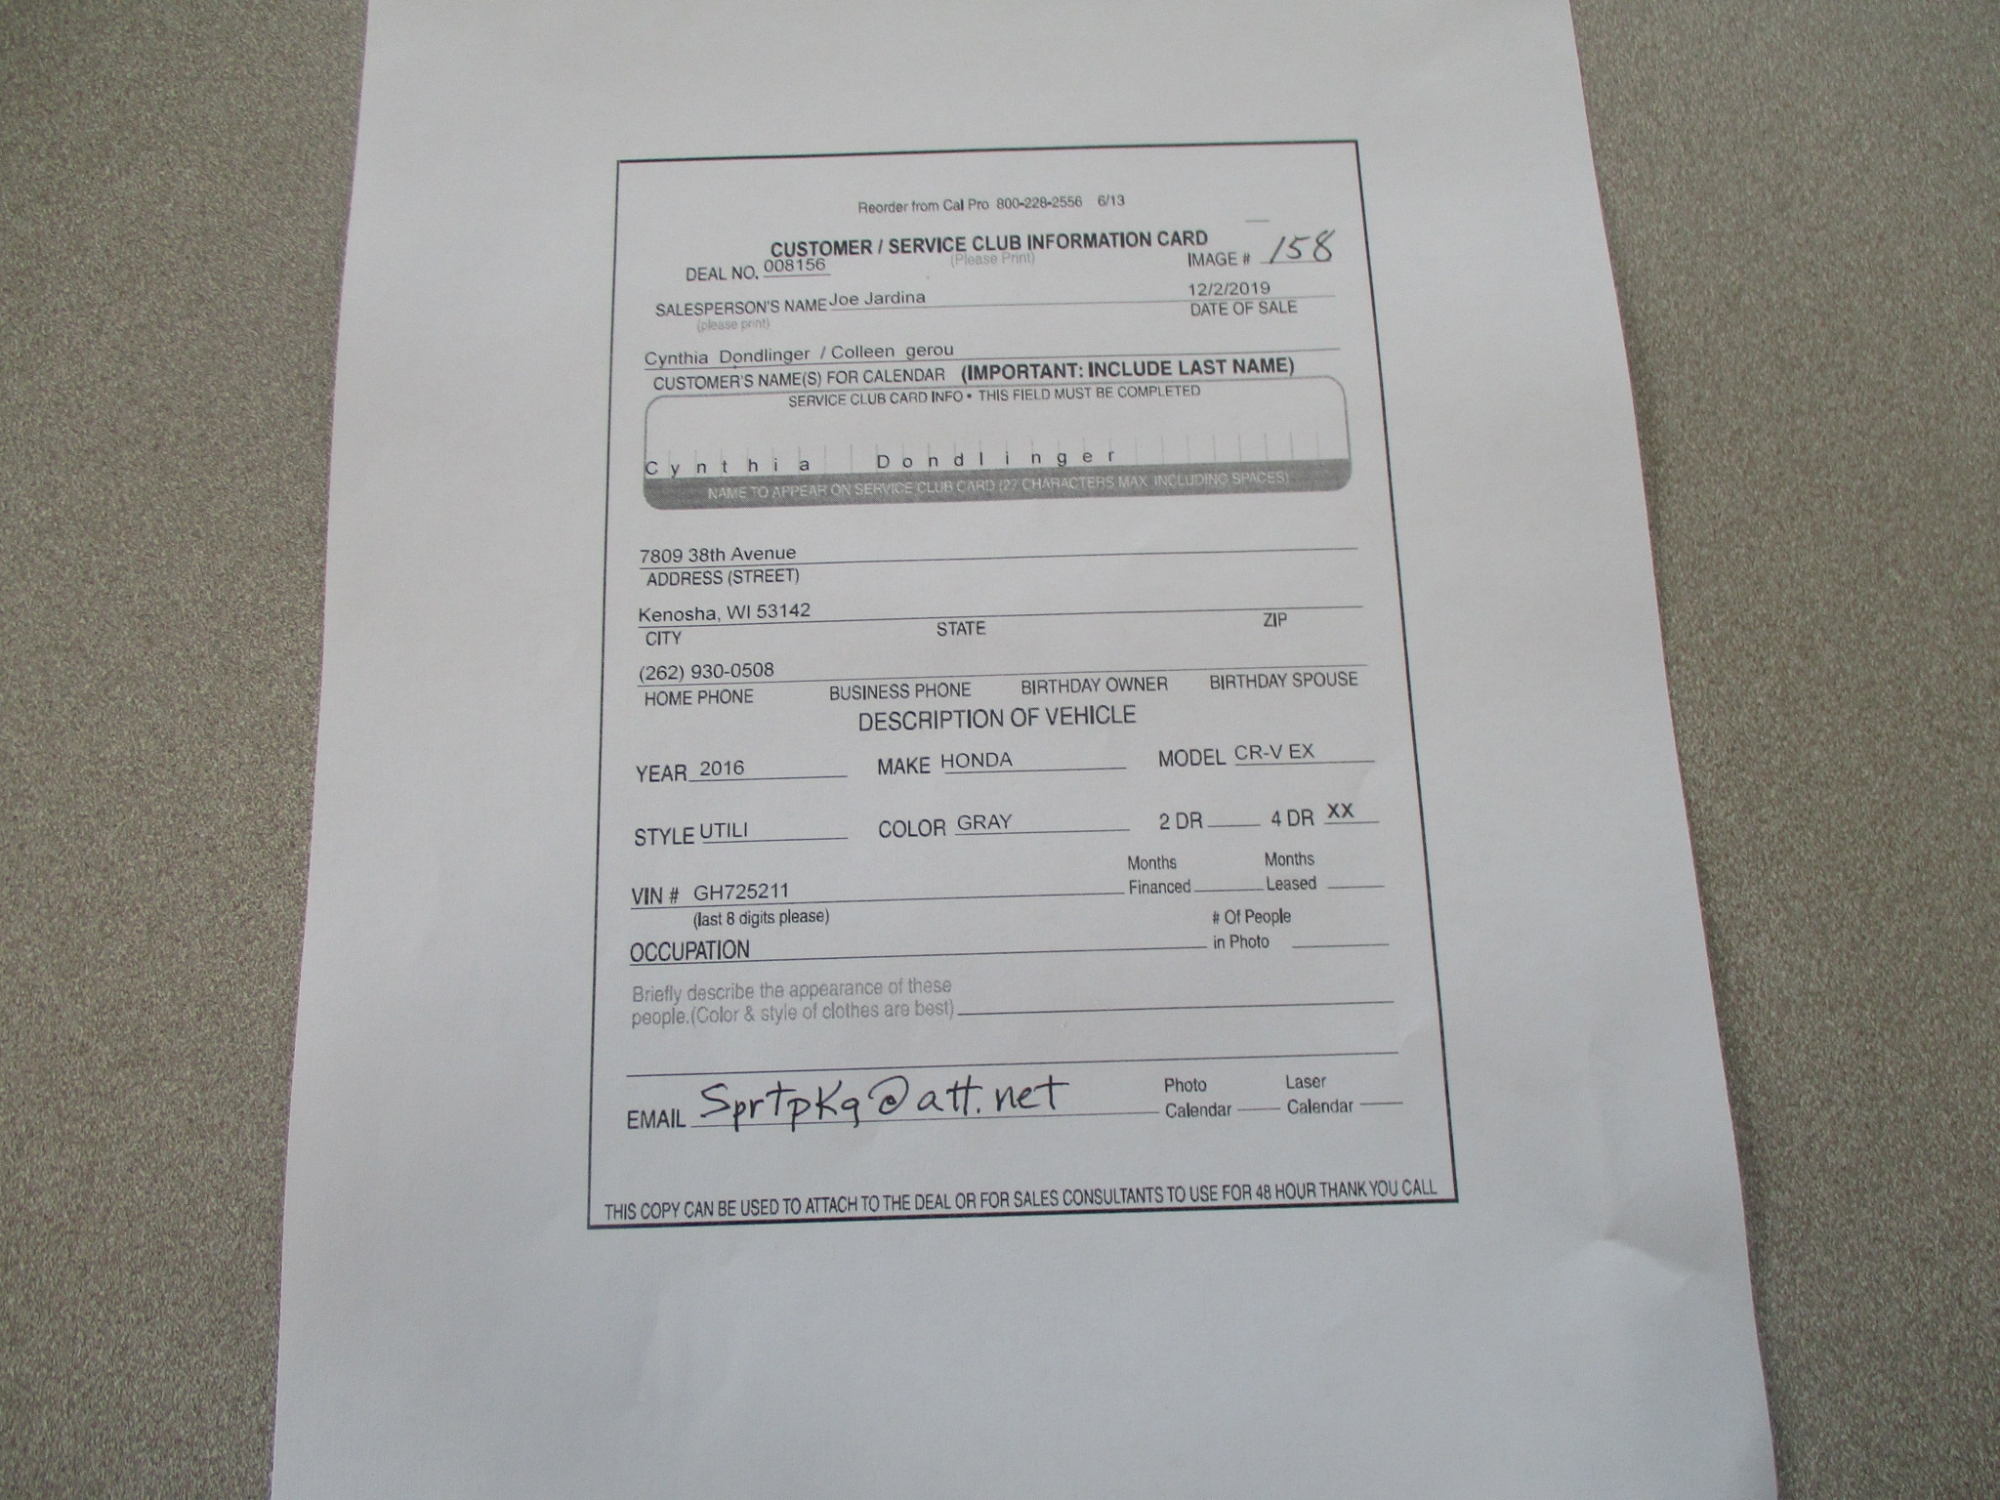 Reorder from Cal Pro 800-228-2556 6/13
CUSTOMER / SERVICE CLUB INFORMATION CARD
(Please Print)
DEAL NO. 008156 IMAGE # 158
SALESPERSON'S NAME Joe Jardina 12/2/2019
(please print) DATE OF SALE
Cynthia Dondlinger / Colleen gerou
CUSTOMER'S NAME(S) FOR CALENDAR (IMPORTANT: INCLUDE LAST NAME)
SERVICE CLUB CARD INFO • THIS FIELD MUST BE COMPLETED
Cynthia Dondlinger
NAME TO APPEAR ON SERVICE CLUB CARD (27 CHARACTERS MAX. INCLUDING SPACES)
7809 38th Avenue
ADDRESS (STREET)
Kenosha, WI 53142
CITY STATE ZIP
(262) 930-0508
HOME PHONE BUSINESS PHONE BIRTHDAY OWNER BIRTHDAY SPOUSE
DESCRIPTION OF VEHICLE
YEAR 2016 MAKE HONDA MODEL CR-V EX
STYLE UTILI COLOR GRAY 2 DR 4 DR XX
Months Months
VIN # GH725211 Financed Leased
(last 8 digits please) # Of People
OCCUPATION in Photo
Briefly describe the appearance of these
people.(Color & style of clothes are best)
Photo Laser
EMAIL Sprtpkg@att.net Calendar Calendar
THIS COPY CAN BE USED TO ATTACH TO THE DEAL OR FOR SALES CONSULTANTS TO USE FOR 48 HOUR THANK YOU CALL